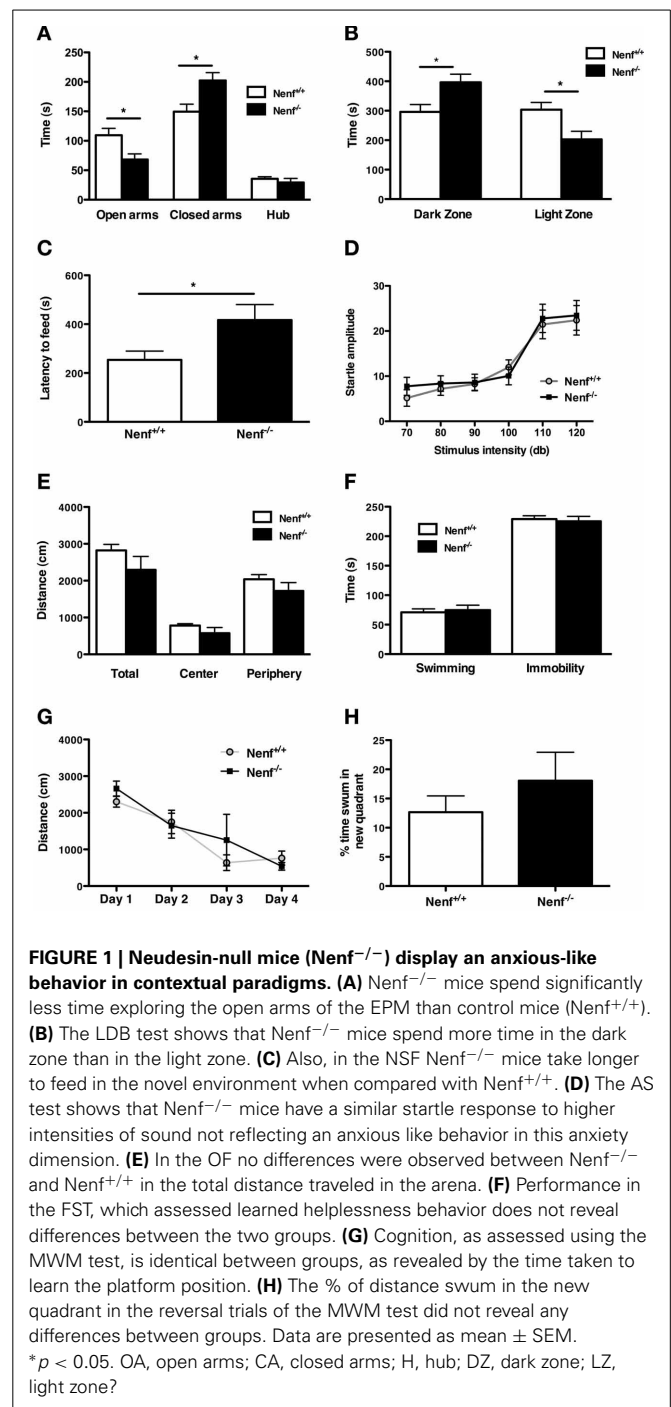 A
Time (s)
250
200
150
100
50
0
*
*
Nenf+/+
Nenf-/-
Open arms Closed arms Hub
B
Time (s)
500
400
300
200
100
0
*
*
Nenf+/+
Nenf-/-
Dark Zone Light Zone
C
Latency to feed (s)
600
400
200
0
*
Nenf+/+ Nenf-/-
D
Startle amplitude
30
20
10
0
Nenf+/+
Nenf-/-
70 80 90 100 110 120
Stimulus intensity (db)
E
Distance (cm)
4000
3000
2000
1000
0
Nenf+/+
Nenf-/-
Total Center Periphery
F
Time (s)
250
200
150
100
50
0
Nenf+/+
Nenf-/-
Swimming Immobility
G
Distance (cm)
4000
3000
2000
1000
0
Nenf+/+
Nenf-/-
Day 1 Day 2 Day 3 Day 4
H
% time swum in
new quadrant
25
20
15
10
5
0
Nenf+/+ Nenf-/-
FIGURE 1 | Neudesin-null mice (Nenf−/−) display an anxious-like
behavior in contextual paradigms. (A) Nenf−/− mice spend significantly
less time exploring the open arms of the EPM than control mice (Nenf+/+).
(B) The LDB test shows that Nenf−/− mice spend more time in the dark
zone than in the light zone. (C) Also, in the NSF Nenf−/− mice take longer
to feed in the novel environment when compared with Nenf+/+. (D) The AS
test shows that Nenf−/− mice have a similar startle response to higher
intensities of sound not reflecting an anxious like behavior in this anxiety
dimension. (E) In the OF no differences were observed between Nenf−/−
and Nenf+/+ in the total distance traveled in the arena. (F) Performance in
the FST, which assessed learned helplessness behavior does not reveal
differences between the two groups. (G) Cognition, as assessed using the
MWM test, is identical between groups, as revealed by the time taken to
learn the platform position. (H) The % of distance swum in the new
quadrant in the reversal trials of the MWM test did not reveal any
differences between groups. Data are presented as mean ± SEM.
*p < 0.05. OA, open arms; CA, closed arms; H, hub; DZ, dark zone; LZ,
light zone?